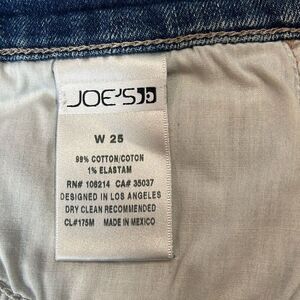 JOE'S
W 25
99% COTTON/COTON
1% ELASTAM
RN# 108214 CA# 35037
DESIGNED IN LOS ANGELES
DRY CLEAN RECOMMENDED
CL#175M MADE IN MEXICO